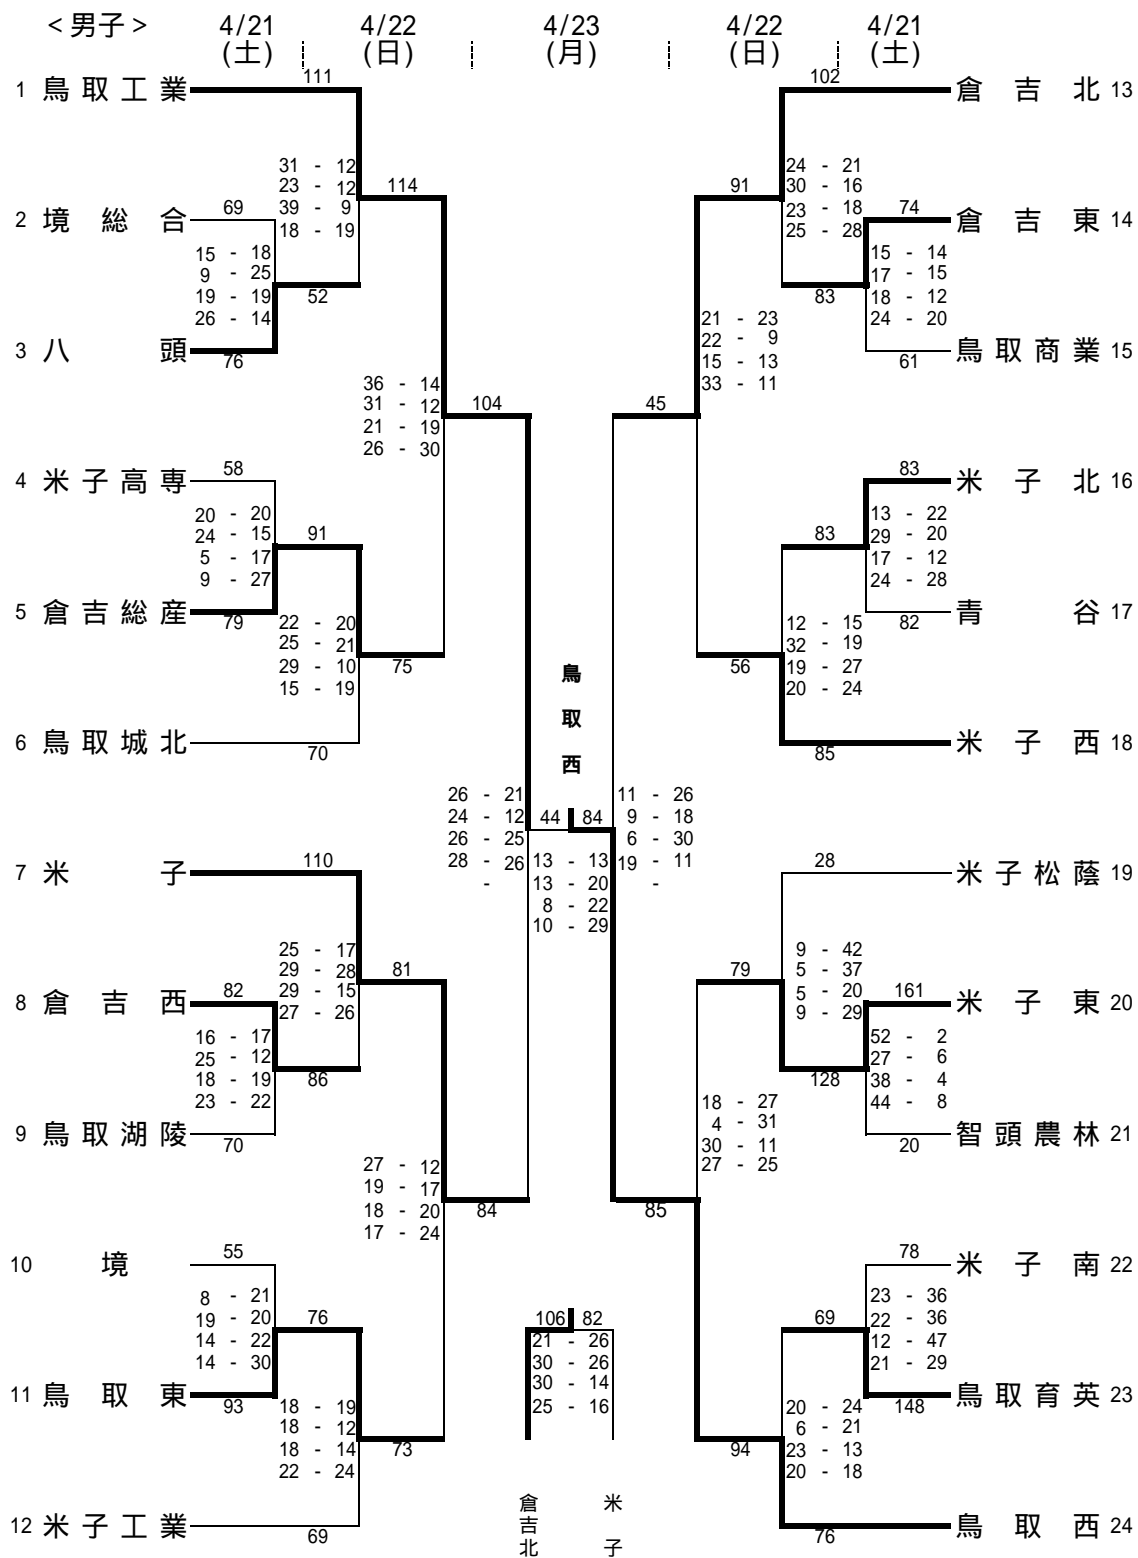 ＜男子＞ 4/21 4/22 4/23 4/22 4/21
(土) (日) (月) (日) (土)
111 102
1 鳥取工業 倉吉北 13
31 - 12 24 - 21
23 - 12 114 91 30 - 16
69 39 - 9 23 - 18 74
2 境総合 18 - 19 25 - 28 倉吉東 14
15 - 18 15 - 14
9 - 25 17 - 15
19 - 19 52 83 18 - 12
26 - 14 21 - 23 24 - 20
22 - 9
3 八頭 15 - 13 鳥取商業 15
76 61
36 - 14 33 - 11
31 - 12 104 45
21 - 19
26 - 30
58 83
4 米子高専 米子北 16
20 - 20 13 - 22
24 - 15 91 83 29 - 20
5 - 17 17 - 12
9 - 27 24 - 28
5 倉吉総産 青谷 17
79 22 - 20 12 - 15 82
25 - 21 32 - 19
29 - 10 75 56 19 - 27
15 - 19 20 - 24
鳥取西
6 鳥取城北 米子西 18
70 85
26 - 21 11 - 26
24 - 12 44 84 9 - 18
26 - 25 6 - 30
28 - 26 13 - 13 19 - 11
- 13 - 20 -
8 - 22
10 - 29
110 28
7 米子 米子松蔭 19
25 - 17 9 - 42
29 - 28 81 79 5 - 37
82 29 - 15 5 - 20 161
8 倉吉西 27 - 26 9 - 29 米子東 20
16 - 17 52 - 2
25 - 12 27 - 6
18 - 19 86 128 38 - 4
23 - 22 18 - 27 44 - 8
4 - 31
9 鳥取湖陵 30 - 11 智頭農林 21
70 20
27 - 12 27 - 25
19 - 17
18 - 20 84 85
17 - 24
55 78
10 境 米子南 22
8 - 21 23 - 36
19 - 20 76 106 82 69 22 - 36
14 - 22 21 - 26 12 - 47
14 - 30 30 - 26 21 - 29
30 - 14
11 鳥取東 25 - 16 鳥取育英 23
93 18 - 19 20 - 24 148
18 - 12 6 - 21
18 - 14 73 94 23 - 13
22 - 24 20 - 18
倉吉北 米子
12 米子工業 鳥取西 24
69 76